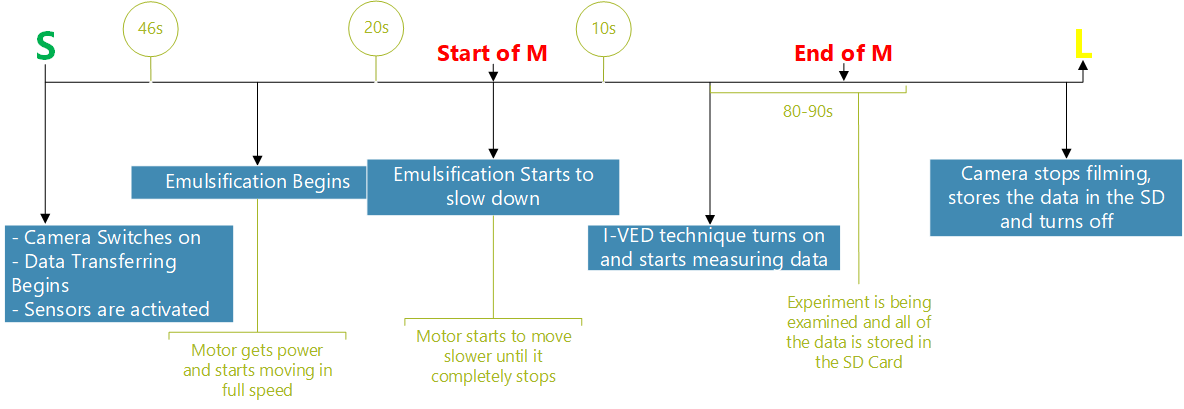 46s
20s
10s
S
Start of M
End of M
L
80-90s
Emulsification Begins
Emulsification Starts to
slow down
Camera stops filming,
stores the data in the SD
and turns off
- Camera Switches on
- Data Transferring
Begins
- Sensors are activated
I-VED technique turns on
and starts measuring data
Motor gets power
and starts moving in
full speed
Motor starts to move
slower until it
completely stops
Experiment is being
examined and all of
the data is stored in
the SD Card